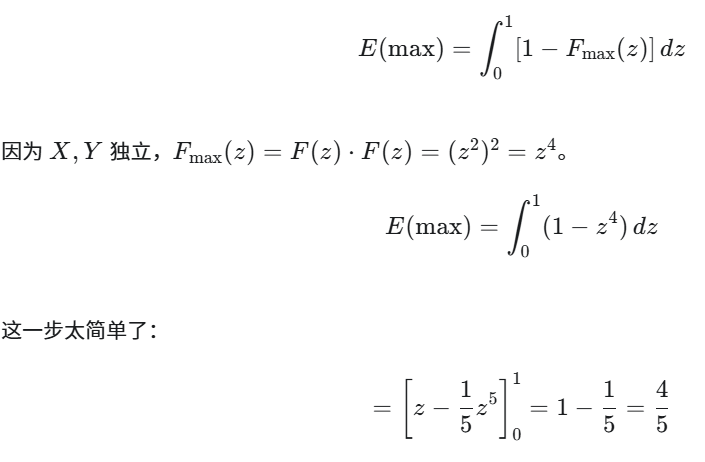 E(max) = ∫₀¹ [1 − F_max(z)] dz
因为 X, Y 独立，F_max(z) = F(z) · F(z) = (z²)² = z⁴。
E(max) = ∫₀¹ (1 − z⁴) dz
这一步太简单了：
= [z − 1/5 z⁵]₀¹ = 1 − 1/5 = 4/5